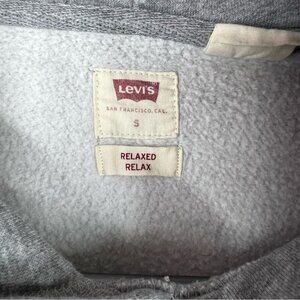 Levi's
SAN FRANCISCO, CAL.
S
RELAXED
RELAX